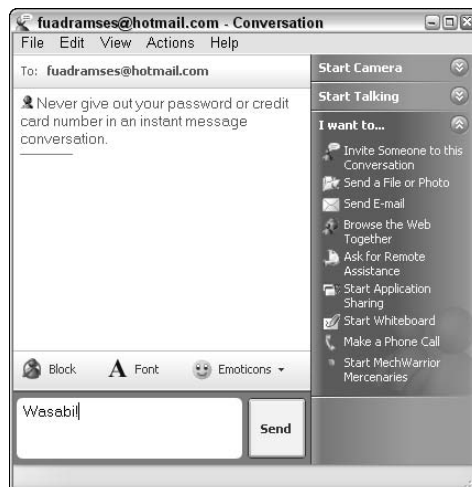 fuadramses@hotmail.com - Conversation
File Edit View Actions Help
To: fuadramses@hotmail.com
Never give out your password or credit
card number in an instant message
conversation.
Block Font Emoticons
Wasabi!
Send
Start Camera
Start Talking
I want to...
Invite Someone to this
Conversation
Send a File or Photo
Send E-mail
Browse the Web
Together
Ask for Remote
Assistance
Start Application
Sharing
Start Whiteboard
Make a Phone Call
Start MechWarrior
Mercenaries